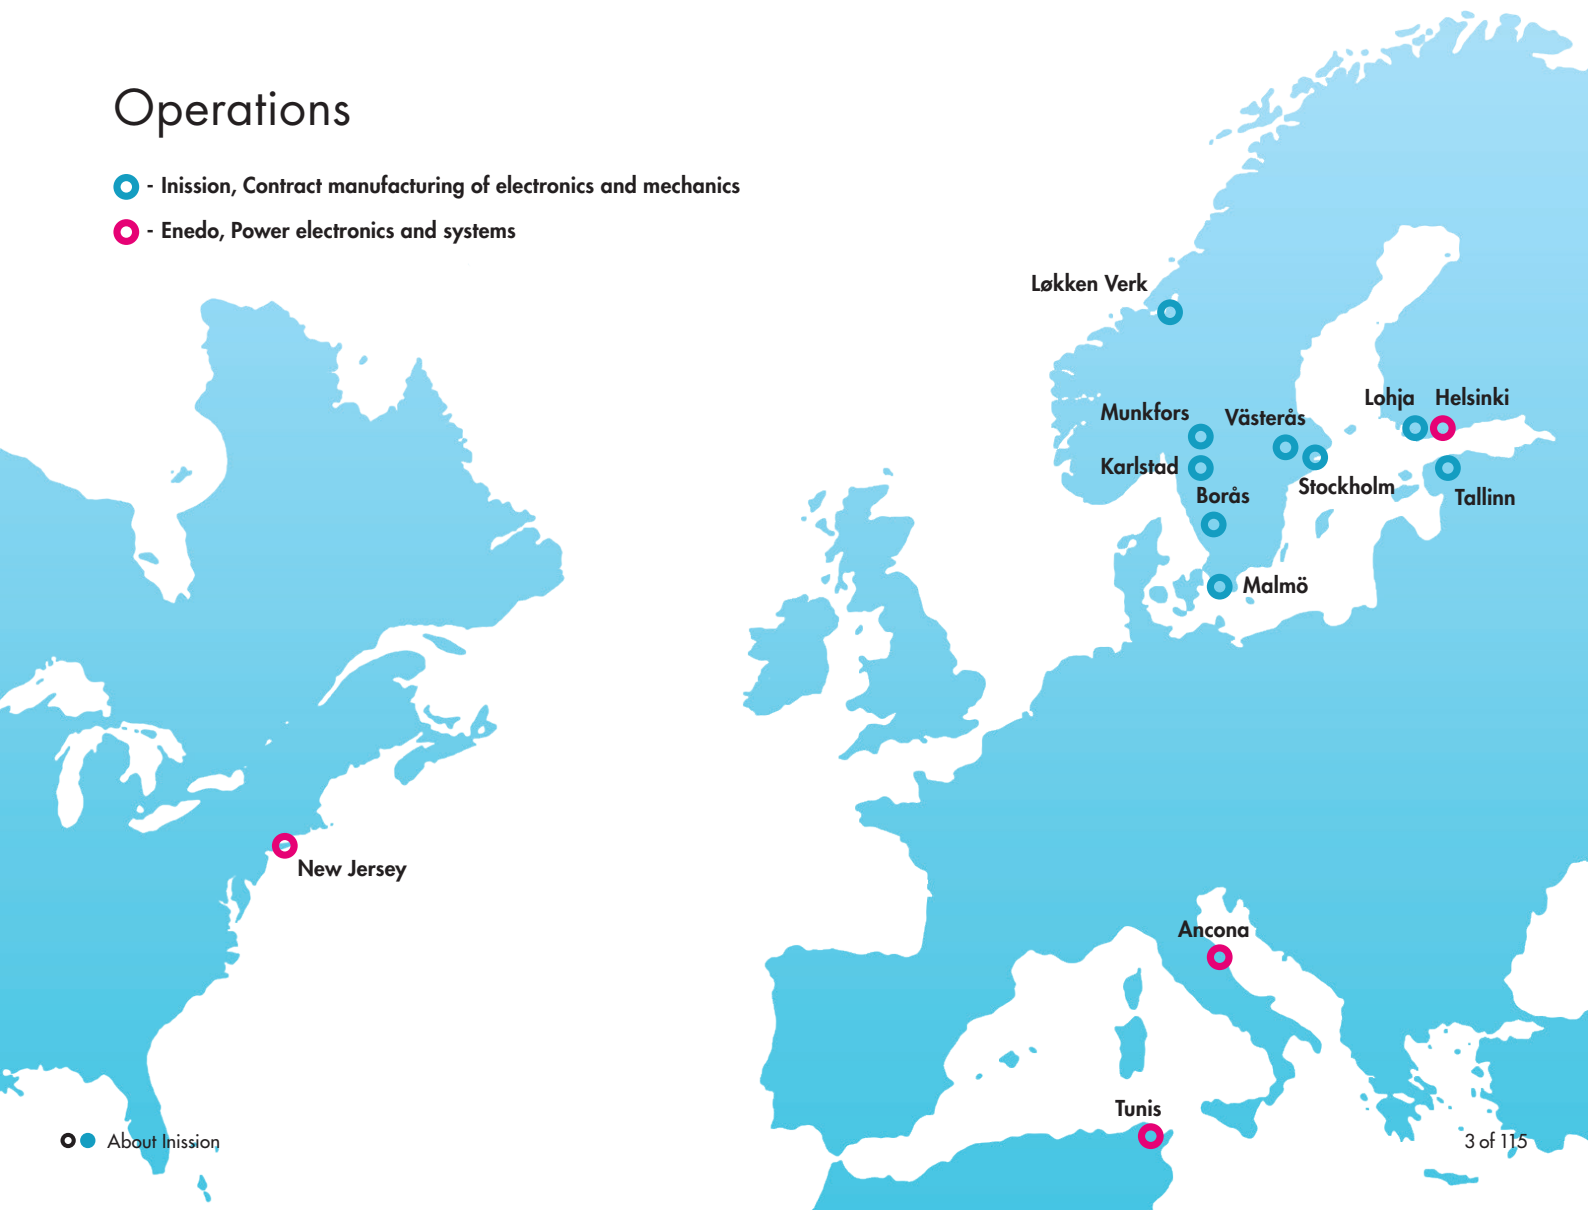 Operations
- Inission, Contract manufacturing of electronics and mechanics
- Enedo, Power electronics and systems
Løkken Verk
Lohja
Helsinki
Munkfors
Västerås
Karlstad
Stockholm
Borås
Tallinn
Malmö
New Jersey
Ancona
Tunis
About Inission
3 of 115